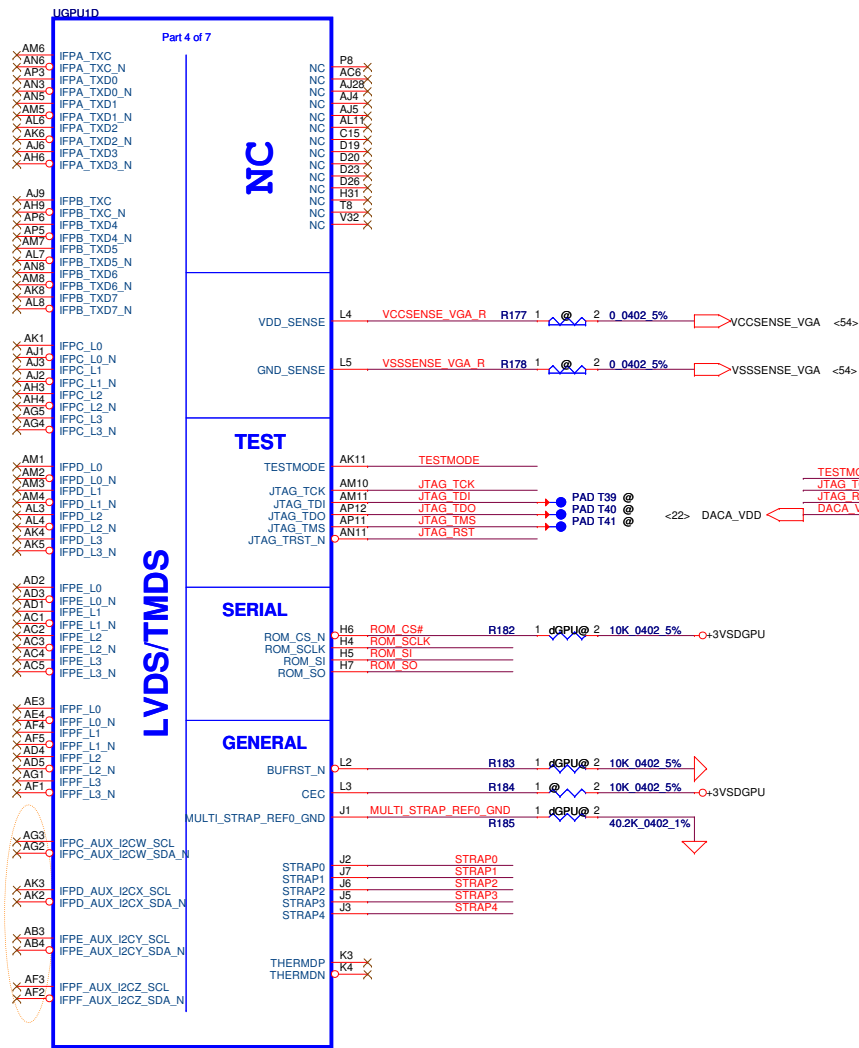 UGPU1D
Part 4 of 7
AM6 IFPA_TXC
AN6 IFPA_TXC_N
AP3 IFPA_TXD0
AN3 IFPA_TXD0_N
AN5 IFPA_TXD1
AM5 IFPA_TXD1_N
AL6 IFPA_TXD2
AK6 IFPA_TXD2_N
AJ6 IFPA_TXD3
AH6 IFPA_TXD3_N
AJ9 IFPB_TXC
AH9 IFPB_TXC_N
AP6 IFPB_TXD4
AP5 IFPB_TXD4_N
AM7 IFPB_TXD5
AL7 IFPB_TXD5_N
AN8 IFPB_TXD6
AM8 IFPB_TXD6_N
AK8 IFPB_TXD7
AL8 IFPB_TXD7_N
AK1 IFPC_L0
AJ1 IFPC_L0_N
AJ3 IFPC_L1
AJ2 IFPC_L1_N
AH3 IFPC_L2
AH4 IFPC_L2_N
AG5 IFPC_L3
AG4 IFPC_L3_N
AM1 IFPD_L0
AM2 IFPD_L0_N
AM3 IFPD_L1
AM4 IFPD_L1_N
AL3 IFPD_L2
AL4 IFPD_L2_N
AK4 IFPD_L3
AK5 IFPD_L3_N
AD2 IFPE_L0
AD3 IFPE_L0_N
AD1 IFPE_L1
AC1 IFPE_L1_N
AC2 IFPE_L2
AC3 IFPE_L2_N
AC4 IFPE_L3
AC5 IFPE_L3_N
AE3 IFPF_L0
AE4 IFPF_L0_N
AF4 IFPF_L1
AF5 IFPF_L1_N
AD4 IFPF_L2
AD5 IFPF_L2_N
AG1 IFPF_L3
AF1 IFPF_L3_N
AG3 IFPC_AUX_I2CW_SCL
AG2 IFPC_AUX_I2CW_SDA_N
AK3 IFPD_AUX_I2CX_SCL
AK2 IFPD_AUX_I2CX_SDA_N
AB3 IFPE_AUX_I2CY_SCL
AB4 IFPE_AUX_I2CY_SDA_N
AF3 IFPF_AUX_I2CZ_SCL
AF2 IFPF_AUX_I2CZ_SDA_N
LVDS/TMDS
NC
NC P8
NC AC6
NC AJ28
NC AJ4
NC AJ5
NC AL11
NC C15
NC D19
NC D20
NC D23
NC D26
NC H31
NC T8
NC V32
VDD_SENSE L4 VCCSENSE_VGA_R R177 1 @ 2 0_0402_5% VCCSENSE_VGA <54>
GND_SENSE L5 VSSSENSE_VGA_R R178 1 @ 2 0_0402_5% VSSSENSE_VGA <54>
TEST
TESTMODE AK11 TESTMODE
JTAG_TCK AM10 JTAG_TCK
JTAG_TDI AM11 JTAG_TDI PAD T39 @
JTAG_TDO AP12 JTAG_TDO PAD T40 @
JTAG_TMS AP11 JTAG_TMS PAD T41 @
JTAG_TRST_N AN11 JTAG_RST
<22> DACA_VDD
TESTMO
JTAG_T
JTAG_R
DACA_V
SERIAL
ROM_CS_N H6 ROM_CS# R182 1 dGPU@ 2 10K_0402_5% +3VSDGPU
ROM_SCLK H4 ROM_SCLK
ROM_SI H5 ROM_SI
ROM_SO H7 ROM_SO
GENERAL
BUFRST_N L2 R183 1 dGPU@ 2 10K_0402_5%
CEC L3 R184 1 @ 2 10K_0402_5% +3VSDGPU
MULTI_STRAP_REF0_GND J1 MULTI_STRAP_REF0_GND R185 1 dGPU@ 2 40.2K_0402_1%
STRAP0 J2 STRAP0
STRAP1 J7 STRAP1
STRAP2 J6 STRAP2
STRAP3 J5 STRAP3
STRAP4 J3 STRAP4
THERMDP K3
THERMDN K4